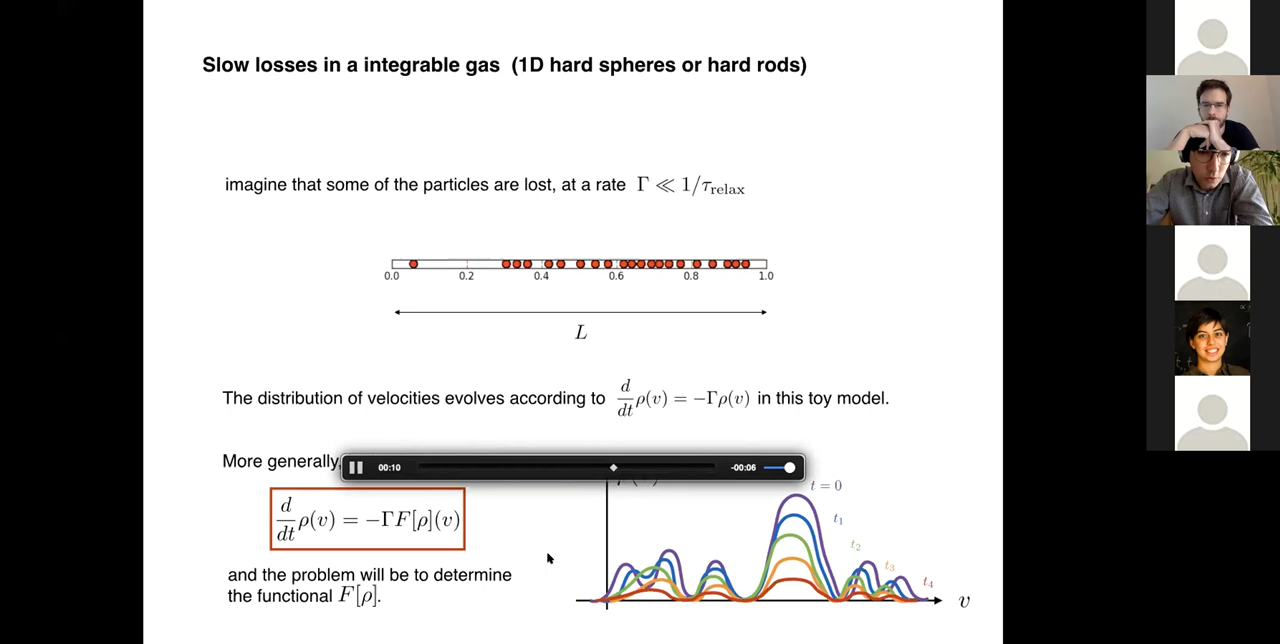 Slow losses in a integrable gas (1D hard spheres or hard rods)
imagine that some of the particles are lost, at a rate Γ ≪ 1/τ_relax
0.0 0.2 0.4 0.6 0.8 1.0
L
The distribution of velocities evolves according to d/dt ρ(v) = −Γρ(v) in this toy model.
More generally,
00:10 -00:06
t = 0
t₁
d/dt ρ(v) = −ΓF[ρ](v)
t₂
t₃
and the problem will be to determine
t₄
the functional F[ρ].
v